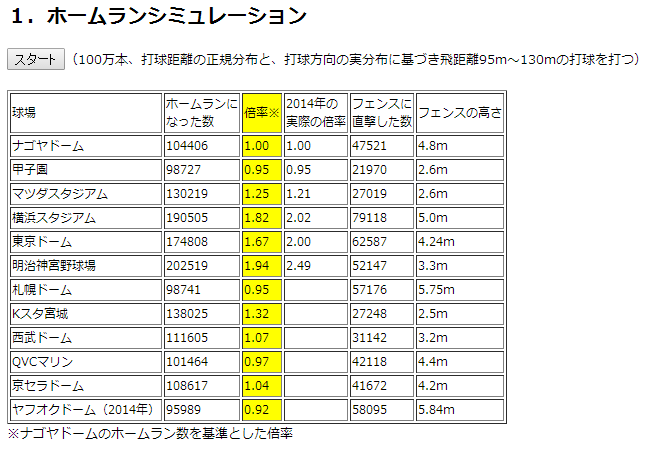 1. ホームランシミュレーション
スタート (100万本、打球距離の正規分布と、打球方向の実分布に基づき飛距離95m～130mの打球を打つ)
球場 ホームランになった数 倍率※ 2014年の実際の倍率 フェンスに直撃した数 フェンスの高さ
ナゴヤドーム 104406 1.00 1.00 47521 4.8m
甲子園 98727 0.95 0.95 21970 2.6m
マツダスタジアム 130219 1.25 1.21 27019 2.6m
横浜スタジアム 190505 1.82 2.02 79118 5.0m
東京ドーム 174808 1.67 2.00 62587 4.24m
明治神宮野球場 202519 1.94 2.49 52147 3.3m
札幌ドーム 98741 0.95 57176 5.75m
Kスタ宮城 138025 1.32 27248 2.5m
西武ドーム 111605 1.07 31142 3.2m
QVCマリン 101464 0.97 42118 4.4m
京セラドーム 108617 1.04 41672 4.2m
ヤフオクドーム（2014年） 95989 0.92 58095 5.84m
※ナゴヤドームのホームラン数を基準とした倍率